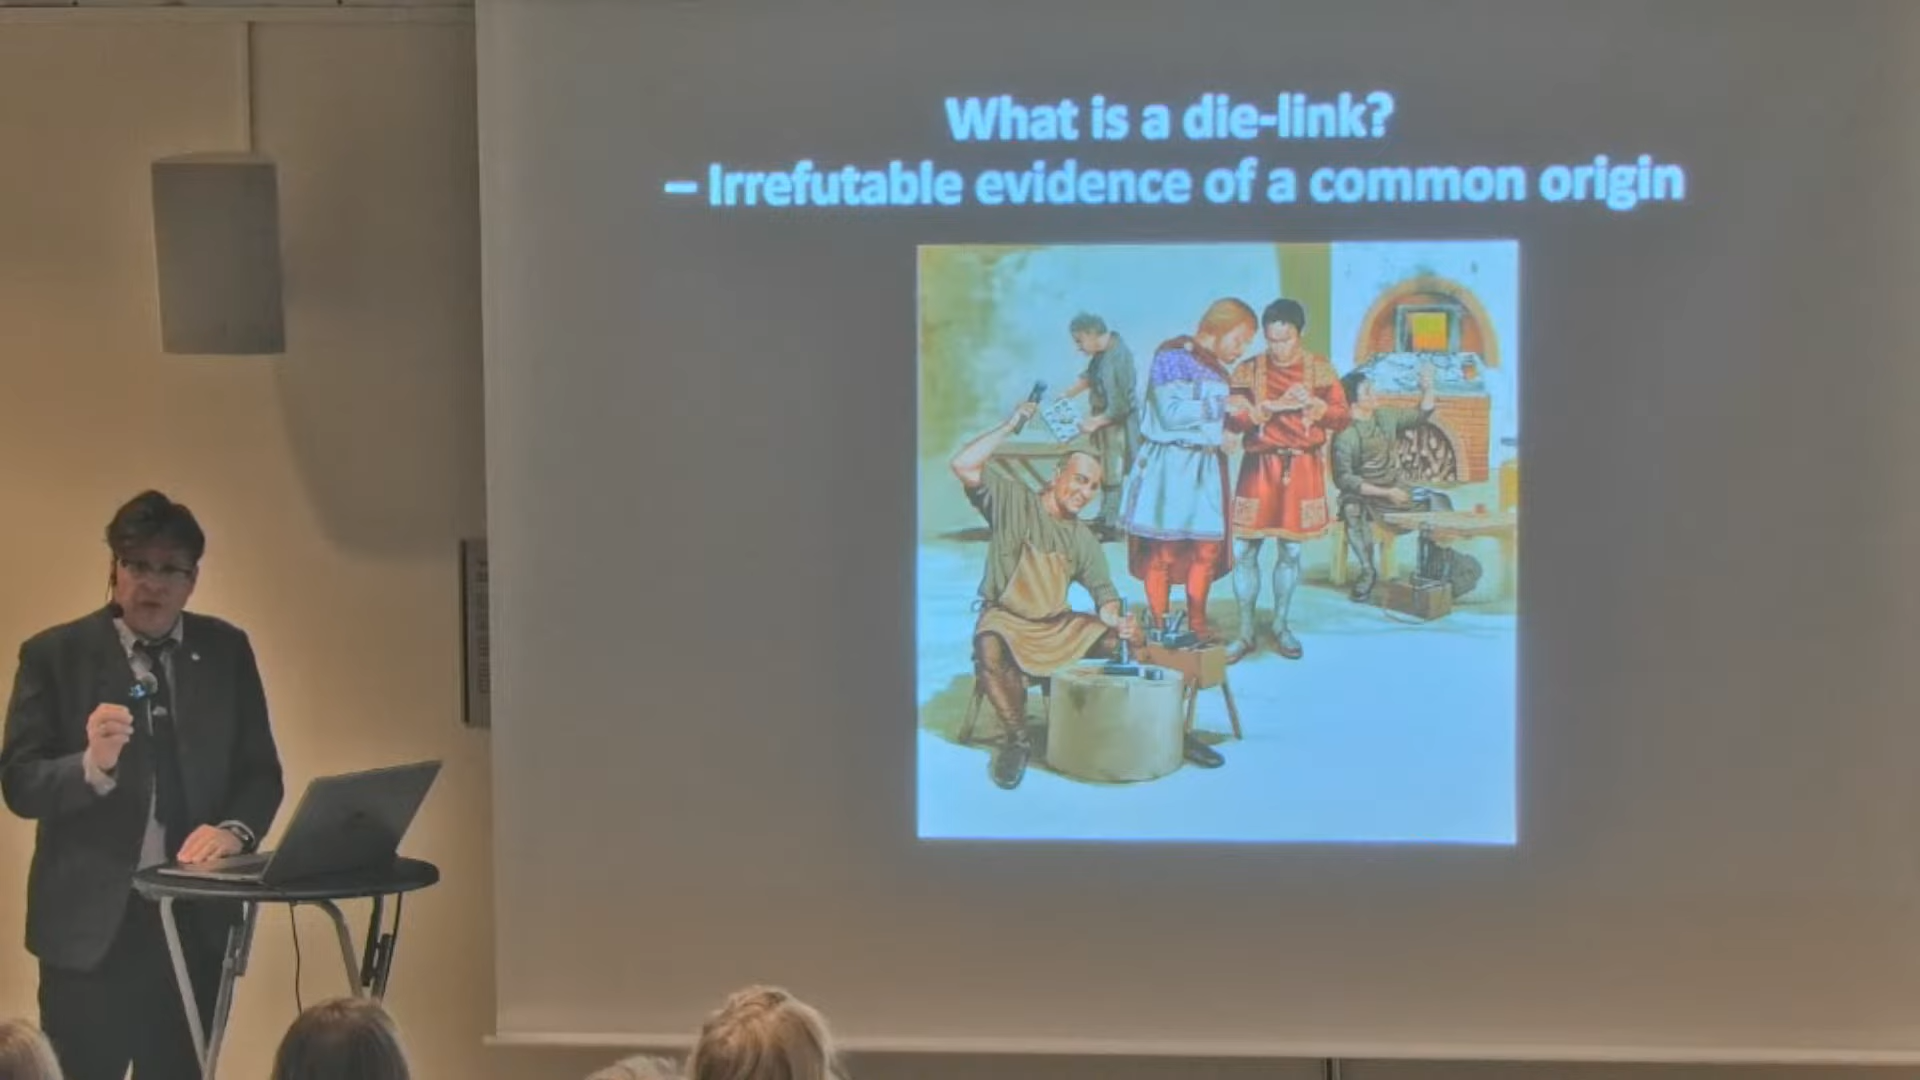 What is a die-link?
– Irrefutable evidence of a common origin